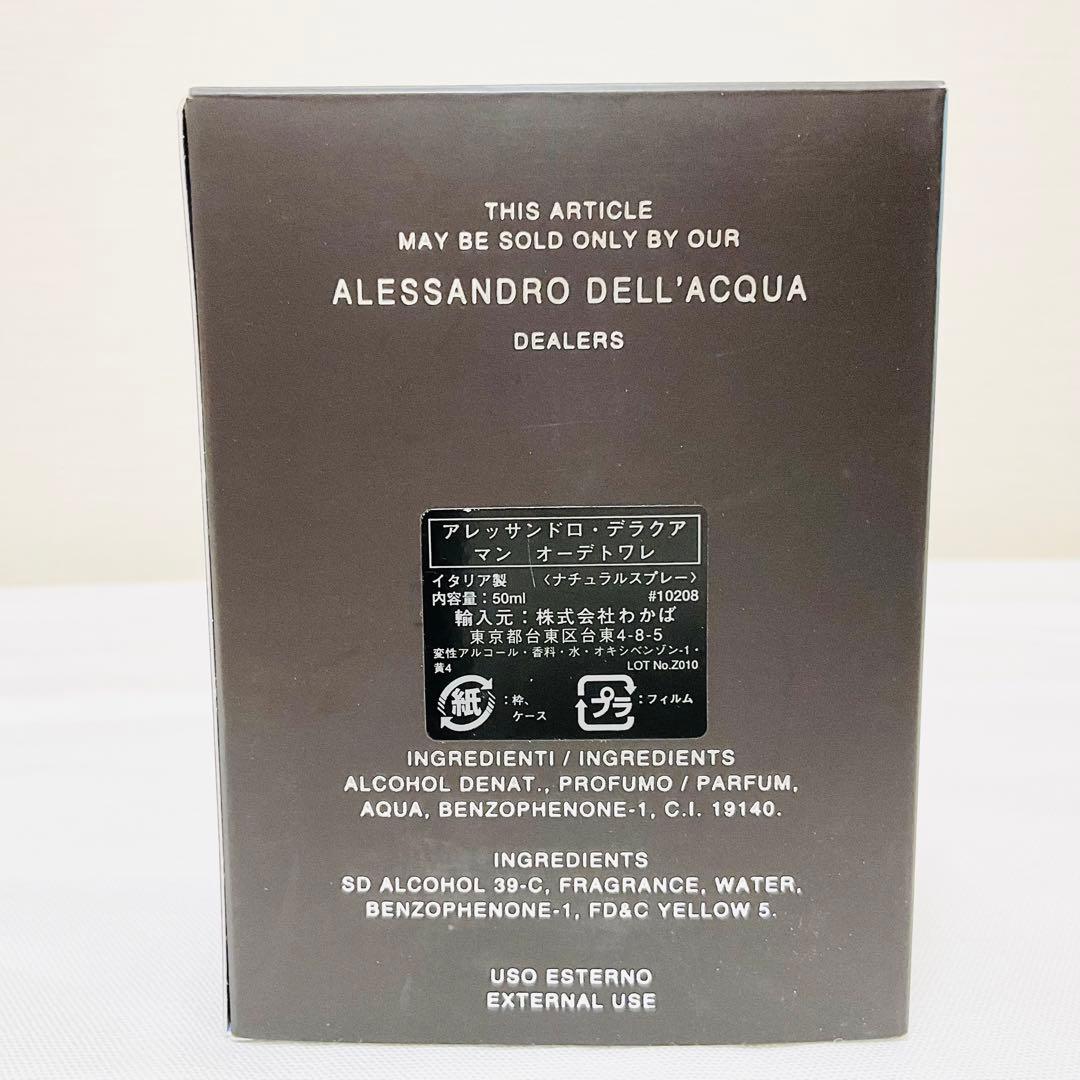 THIS ARTICLE
MAY BE SOLD ONLY BY OUR
ALESSANDRO DELL'ACQUA
DEALERS
アレッサンドロ・デラクア
マン オーデトワレ
イタリア製 〈ナチュラルスプレー〉
内容量：50ml #10208
輸入元：株式会社わかば
東京都台東区台東4-8-5
変性アルコール・香料・水・オキシベンゾン-1・
黄4 LOT No.Z010
紙 ：枠、
ケース
プラ ：フィルム
INGREDIENTI / INGREDIENTS
ALCOHOL DENAT., PROFUMO / PARFUM,
AQUA, BENZOPHENONE-1, C.I. 19140.
INGREDIENTS
SD ALCOHOL 39-C, FRAGRANCE, WATER,
BENZOPHENONE-1, FD&C YELLOW 5.
USO ESTERNO
EXTERNAL USE